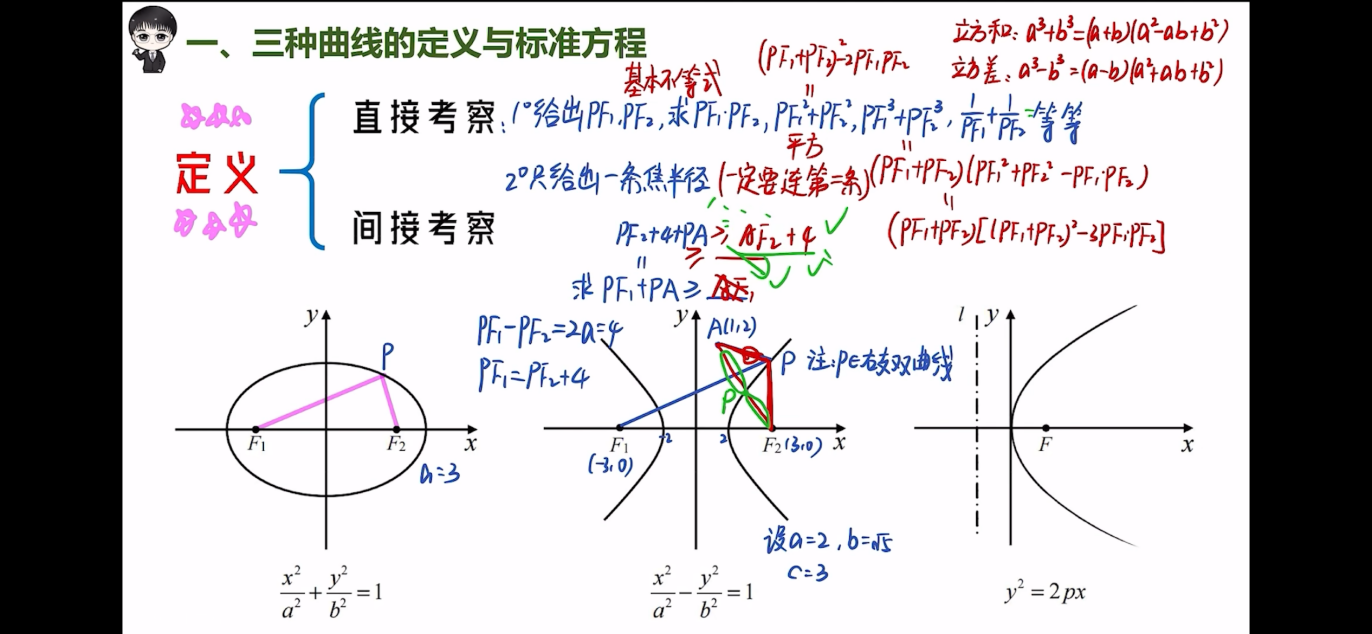 一、三种曲线的定义与标准方程
立方和：a³+b³=(a+b)(a²-ab+b²)
立方差：a³-b³=(a-b)(a²+ab+b²)
基本不等式
(PF₁+PF₂)²-2PF₁PF₂
=
定义
直接考察：1°给出PF₁,PF₂,求PF₁·PF₂, PF₁²+PF₂², PF₁³+PF₂³, 1/PF₁+1/PF₂=等等
平方
=
2°只给出一条焦半径(一定要连第二条)
(PF₁+PF₂)(PF₁²+PF₂²-PF₁·PF₂)
=
(PF₁+PF₂)[(PF₁+PF₂)²-3PF₁·PF₂]
间接考察
PF₂+4+PA≥AF₂+4
≥
=
求PF₁+PA≥
y
P
F₁
F₂
x
a=3
x²/a²+y²/b²=1
PF₁-PF₂=2a=4
PF₁=PF₂+4
y
A(1,2)
P
注:P∈右支双曲线
P
F₁
-2
2
F₂(3,0)
x
(-3,0)
设a=2,b=√5
c=3
x²/a²-y²/b²=1
l
y
F
x
y²=2px